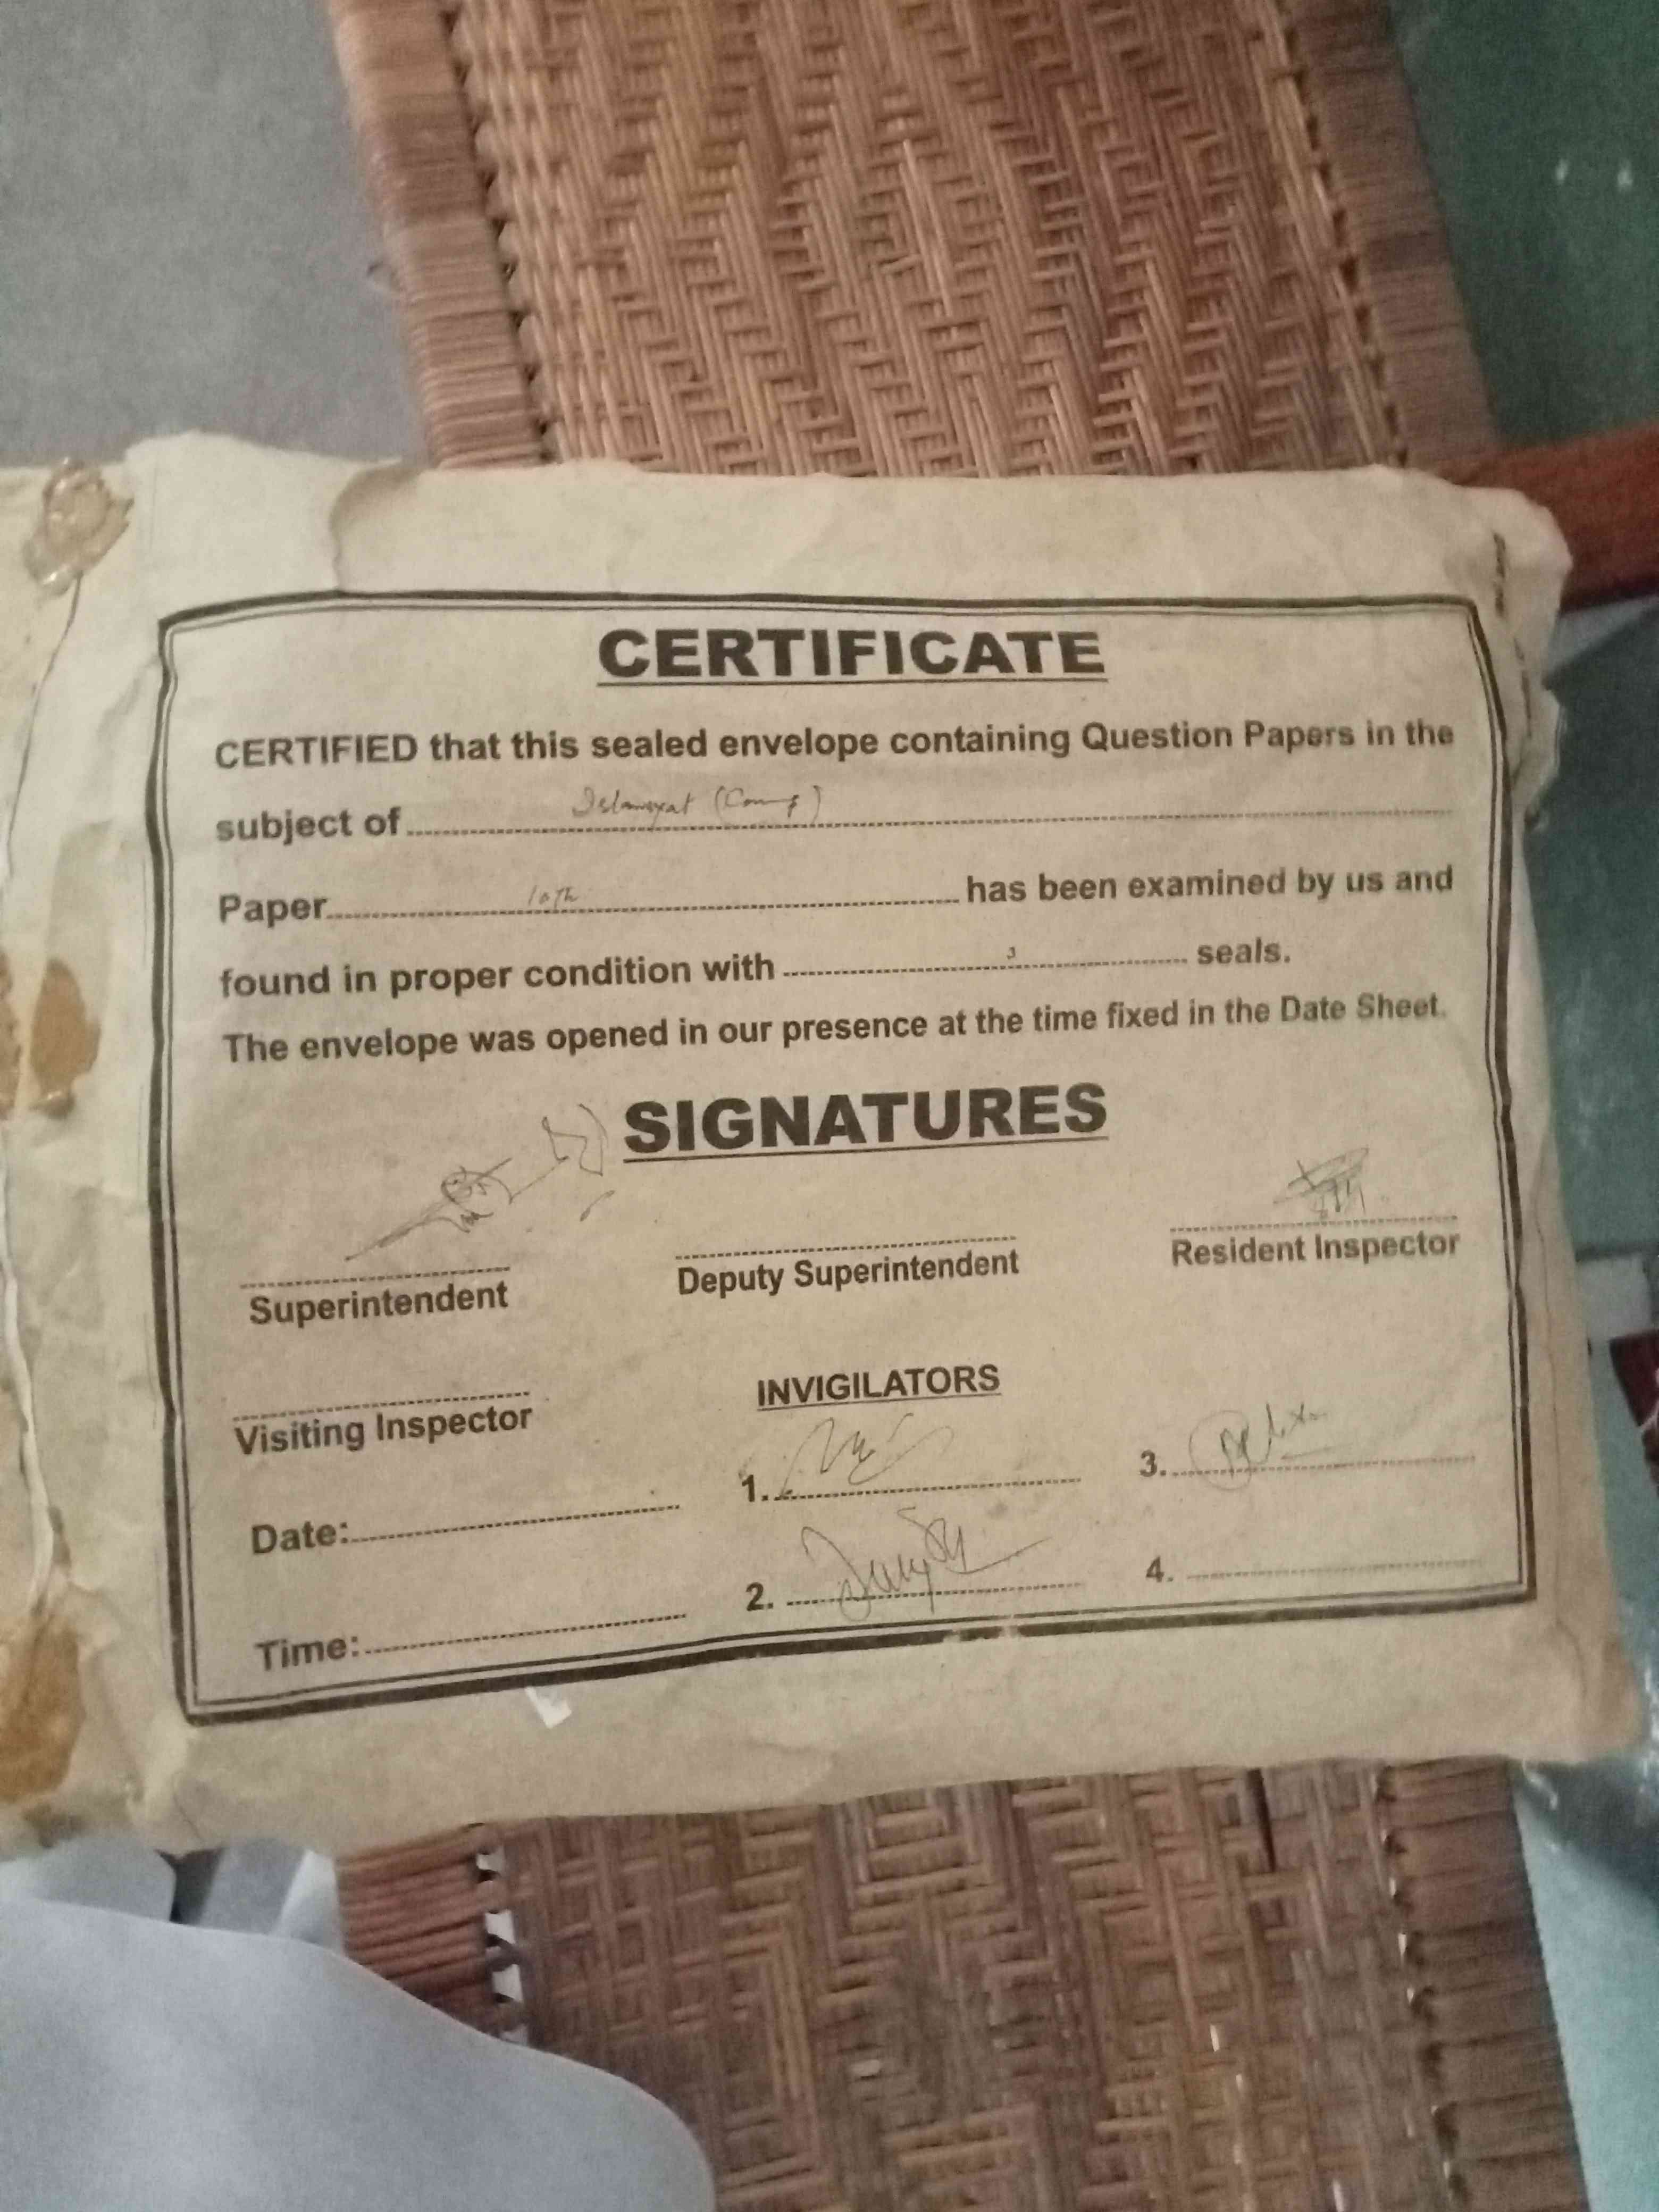 CERTIFICATE
CERTIFIED that this sealed envelope containing Question Papers in the
subject of Islamiyat (Comp)
Paper 10th has been examined by us and
found in proper condition with 3 seals.
The envelope was opened in our presence at the time fixed in the Date Sheet.
SIGNATURES
Superintendent
Deputy Superintendent
Resident Inspector
Visiting Inspector
INVIGILATORS
1.
3.
Date:
2.
4.
Time: